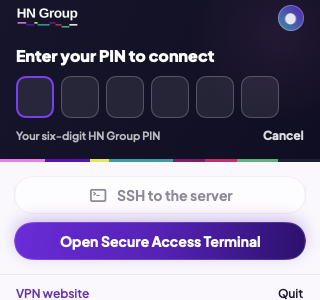 HN Group
Enter your PIN to connect
Your six-digit HN Group PIN
Cancel
SSH to the server
Open Secure Access Terminal
VPN website
Quit